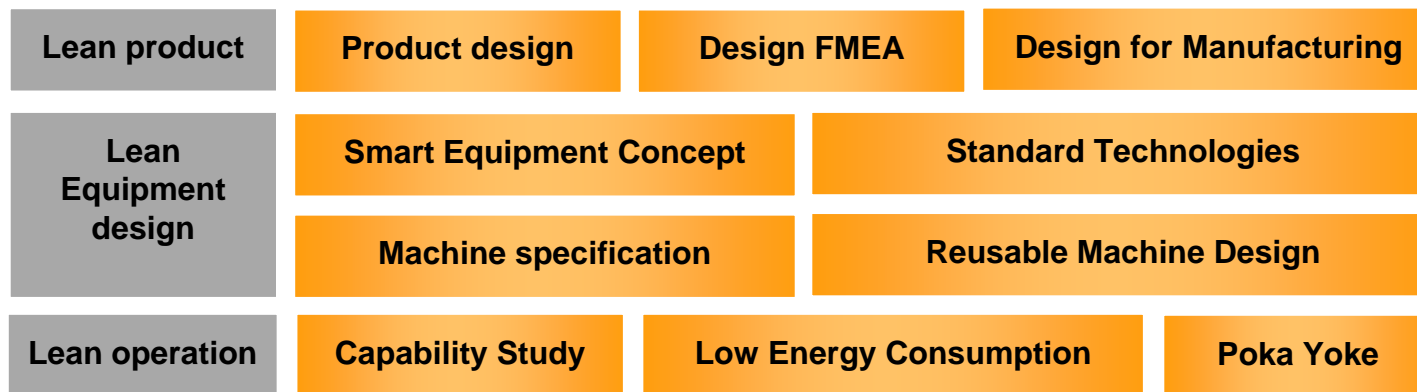 Lean product
Product design
Design FMEA
Design for Manufacturing
Lean
Equipment
design
Smart Equipment Concept
Standard Technologies
Machine specification
Reusable Machine Design
Lean operation
Capability Study
Low Energy Consumption
Poka Yoke